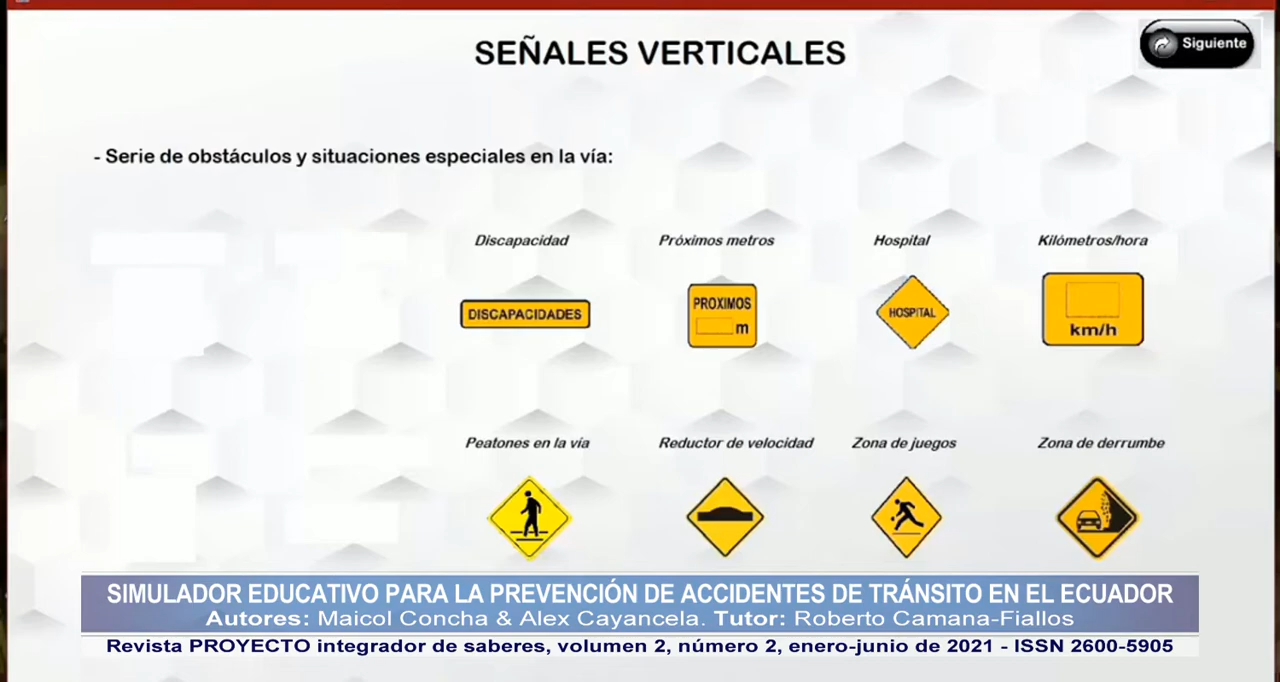 SEÑALES VERTICALES
Siguiente
- Serie de obstáculos y situaciones especiales en la vía:
Discapacidad
Próximos metros
Hospital
Kilómetros/hora
DISCAPACIDADES
PROXIMOS
m
HOSPITAL
km/h
Peatones en la vía
Reductor de velocidad
Zona de juegos
Zona de derrumbe
SIMULADOR EDUCATIVO PARA LA PREVENCIÓN DE ACCIDENTES DE TRÁNSITO EN EL ECUADOR
Autores: Maicol Concha & Alex Cayancela. Tutor: Roberto Camana-Fiallos
Revista PROYECTO integrador de saberes, volumen 2, número 2, enero-junio de 2021 - ISSN 2600-5905